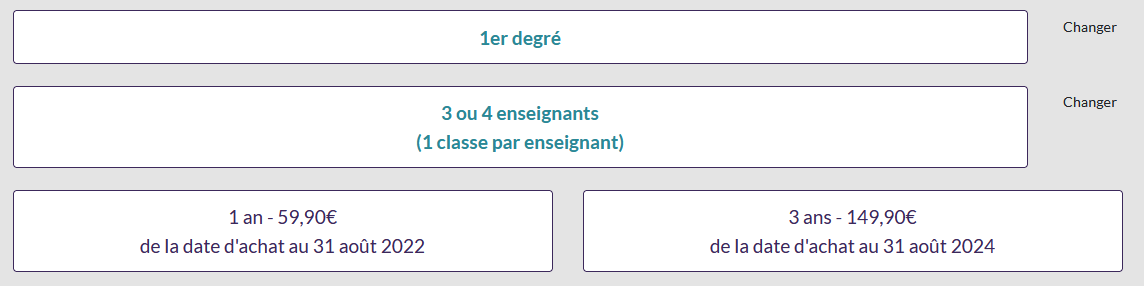 1er degré
Changer
3 ou 4 enseignants
(1 classe par enseignant)
Changer
1 an - 59,90€
de la date d'achat au 31 août 2022
3 ans - 149,90€
de la date d'achat au 31 août 2024